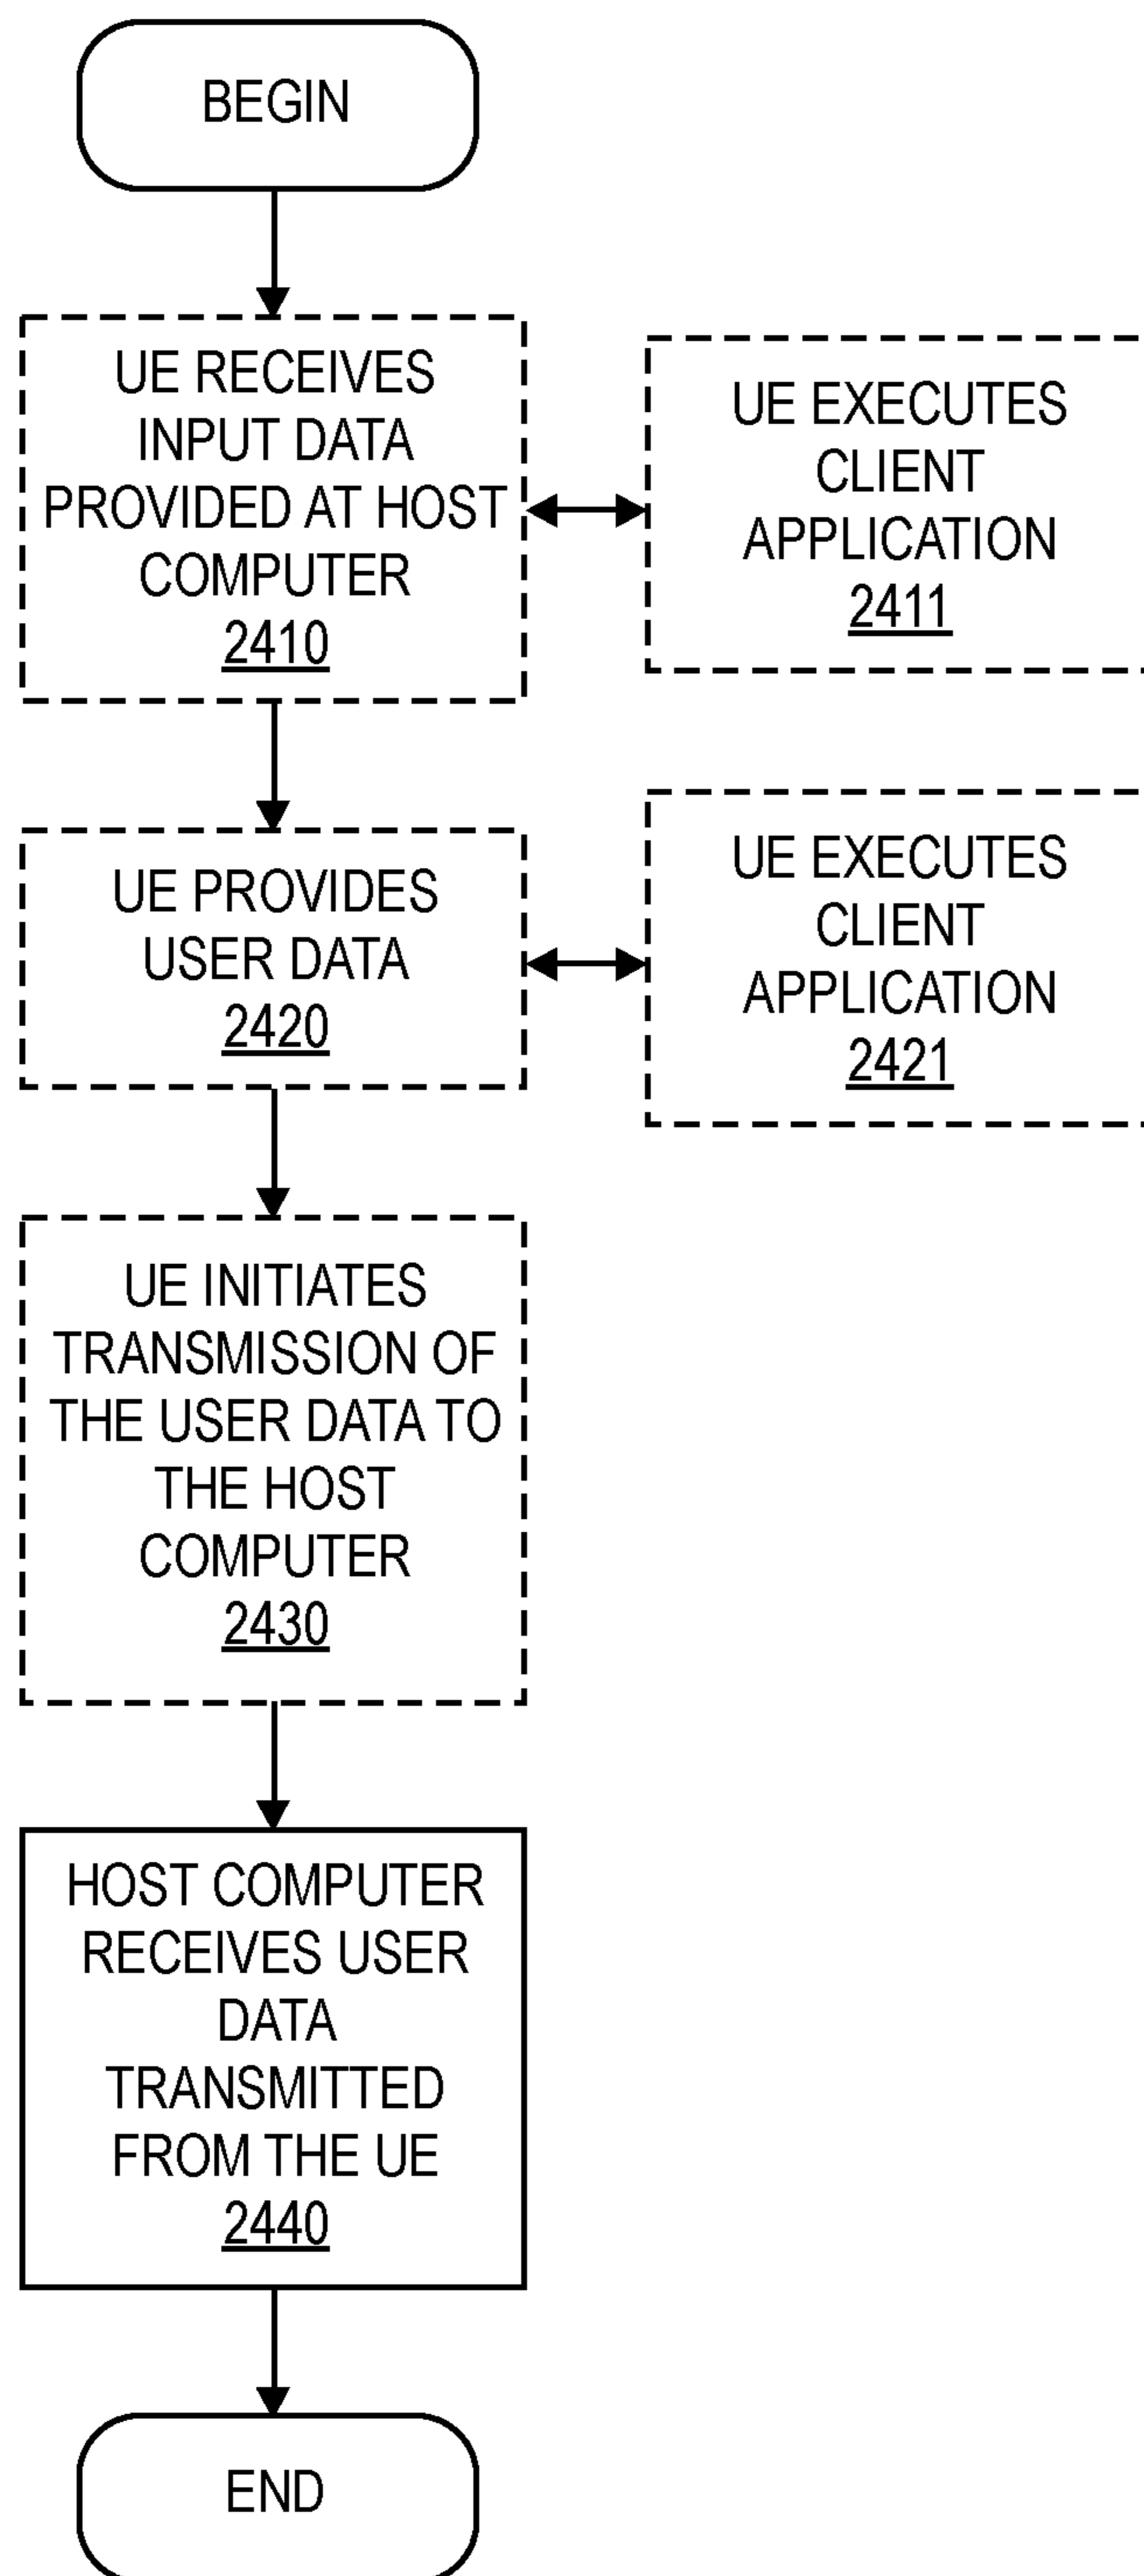 BEGIN
UE RECEIVES
INPUT DATA
PROVIDED AT HOST
COMPUTER
2410
UE EXECUTES
CLIENT
APPLICATION
2411
UE PROVIDES
USER DATA
2420
UE EXECUTES
CLIENT
APPLICATION
2421
UE INITIATES
TRANSMISSION OF
THE USER DATA TO
THE HOST
COMPUTER
2430
HOST COMPUTER
RECEIVES USER
DATA
TRANSMITTED
FROM THE UE
2440
END